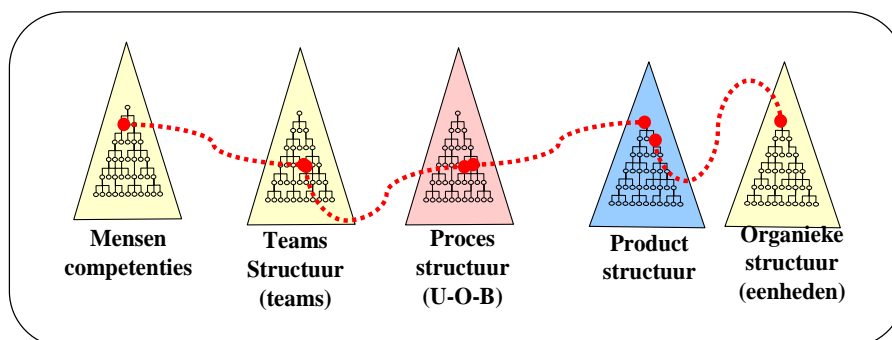 Mensen
competenties
Teams
Structuur
(teams)
Proces
structuur
(U-O-B)
Product
structuur
Organieke
structuur
(eenheden)